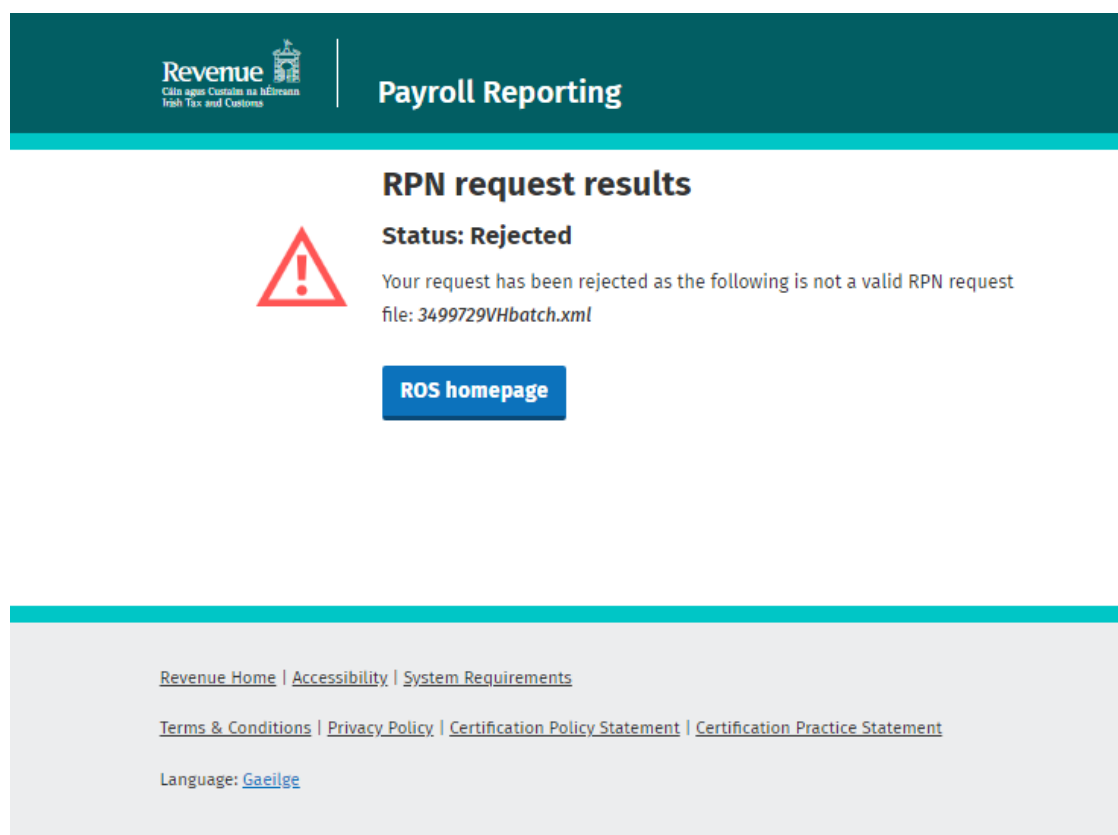 Revenue
Cáin agus Custaim na hÉireann
Irish Tax and Customs
Payroll Reporting
RPN request results
Status: Rejected
Your request has been rejected as the following is not a valid RPN request
file: 3499729VHbatch.xml
ROS homepage
Revenue Home | Accessibility | System Requirements
Terms & Conditions | Privacy Policy | Certification Policy Statement | Certification Practice Statement
Language: Gaeilge